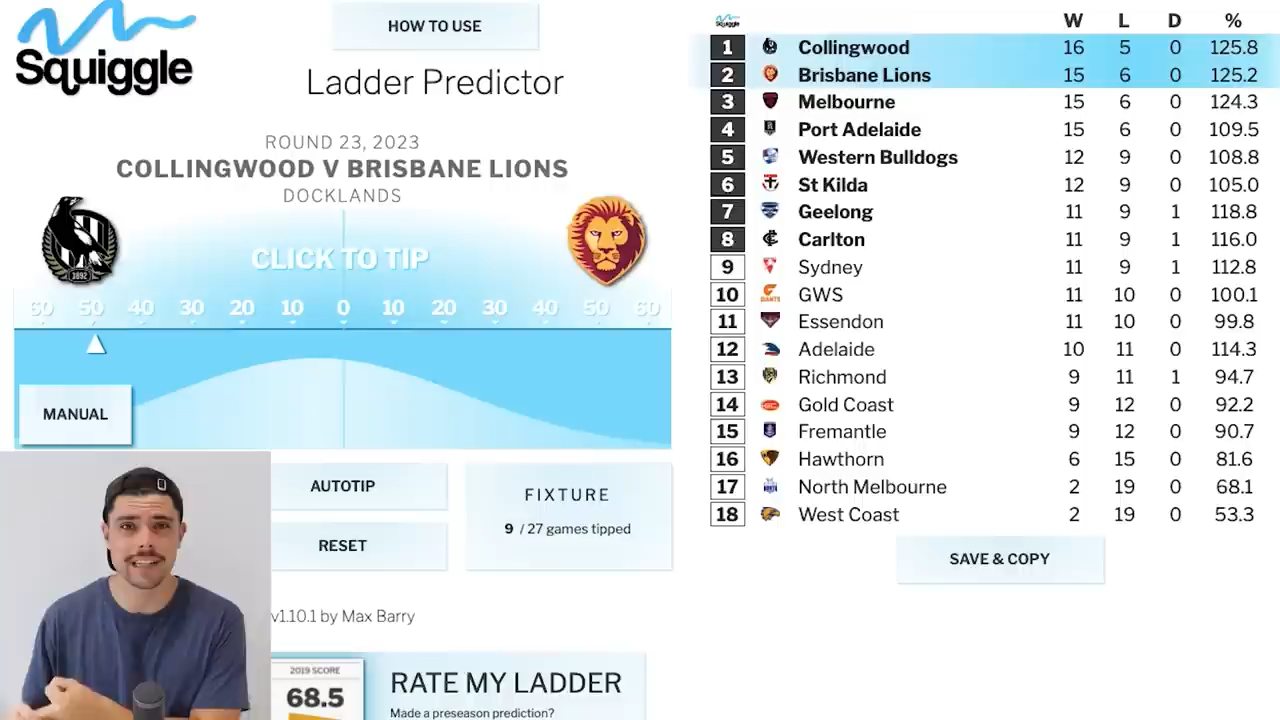 Squiggle
HOW TO USE
Ladder Predictor
ROUND 23, 2023
COLLINGWOOD V BRISBANE LIONS
DOCKLANDS
1892
CLICK TO TIP
60 50 40 30 20 10 0 10 20 30 40 50 60
MANUAL
AUTOTIP
RESET
FIXTURE
9 / 27 games tipped
v1.10.1 by Max Barry
2019 SCORE
68.5
RATE MY LADDER
Made a preseason prediction?
Squiggle W L D %
1 Collingwood 16 5 0 125.8
2 Brisbane Lions 15 6 0 125.2
3 Melbourne 15 6 0 124.3
4 Port Adelaide 15 6 0 109.5
5 Western Bulldogs 12 9 0 108.8
6 St Kilda 12 9 0 105.0
7 Geelong 11 9 1 118.8
8 Carlton 11 9 1 116.0
9 Sydney 11 9 1 112.8
10 GWS 11 10 0 100.1
11 Essendon 11 10 0 99.8
12 Adelaide 10 11 0 114.3
13 Richmond 9 11 1 94.7
14 Gold Coast 9 12 0 92.2
15 Fremantle 9 12 0 90.7
16 Hawthorn 6 15 0 81.6
17 North Melbourne 2 19 0 68.1
18 West Coast 2 19 0 53.3
SAVE & COPY